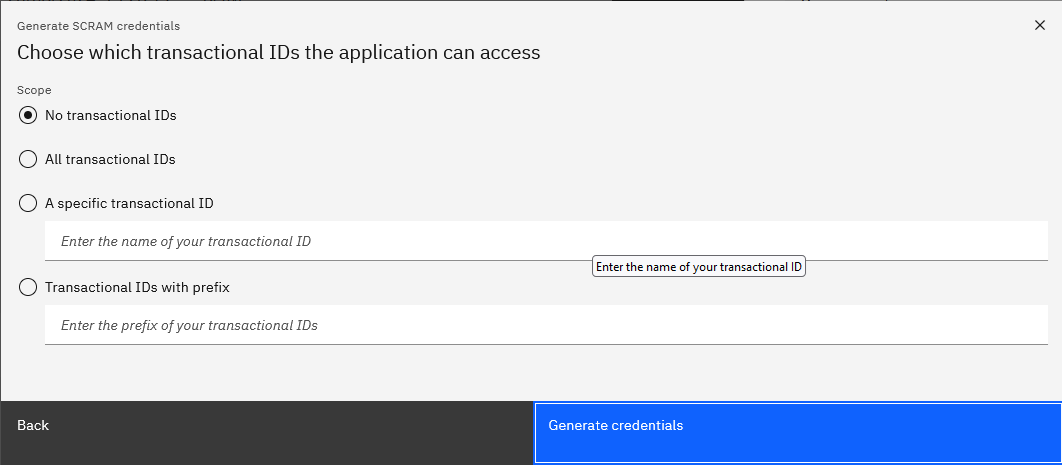 Generate SCRAM credentials
Choose which transactional IDs the application can access
Scope
No transactional IDs
All transactional IDs
A specific transactional ID
Enter the name of your transactional ID
Enter the name of your transactional ID
Transactional IDs with prefix
Enter the prefix of your transactional IDs
Back
Generate credentials